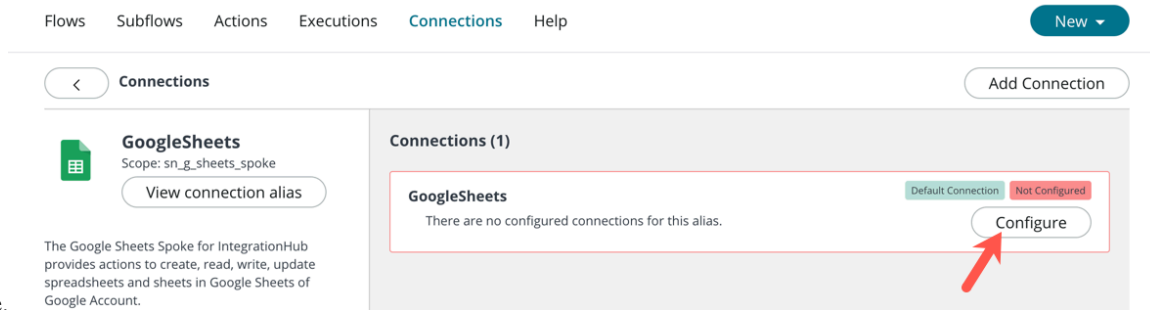 Flows Subflows Actions Executions Connections Help New
Connections Add Connection
GoogleSheets
Scope: sn_g_sheets_spoke
View connection alias
The Google Sheets Spoke for IntegrationHub
provides actions to create, read, write, update
spreadsheets and sheets in Google Sheets of
Google Account.
Connections (1)
GoogleSheets Default Connection Not Configured
There are no configured connections for this alias.
Configure